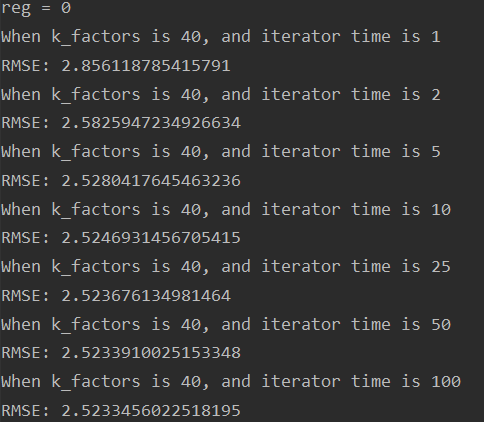 reg = 0
When k_factors is 40, and iterator time is 1
RMSE: 2.856118785415791
When k_factors is 40, and iterator time is 2
RMSE: 2.5825947234926634
When k_factors is 40, and iterator time is 5
RMSE: 2.5280417645463236
When k_factors is 40, and iterator time is 10
RMSE: 2.5246931456705415
When k_factors is 40, and iterator time is 25
RMSE: 2.523676134981464
When k_factors is 40, and iterator time is 50
RMSE: 2.5233910025153348
When k_factors is 40, and iterator time is 100
RMSE: 2.5233456022518195